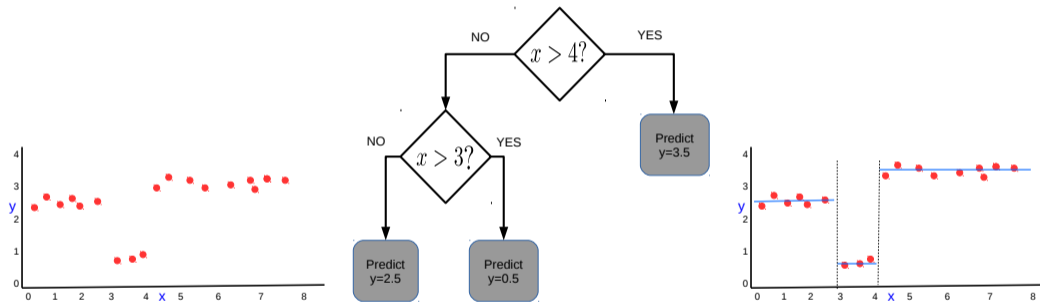 4
3
y
2
1
0
0 1 2 3 4 x 5 6 7 8
NO
x > 4?
YES
NO
x > 3?
YES
Predict
y=3.5
Predict
y=2.5
Predict
y=0.5
4
3
y
2
1
0
0 1 2 3 4 x 5 6 7 8